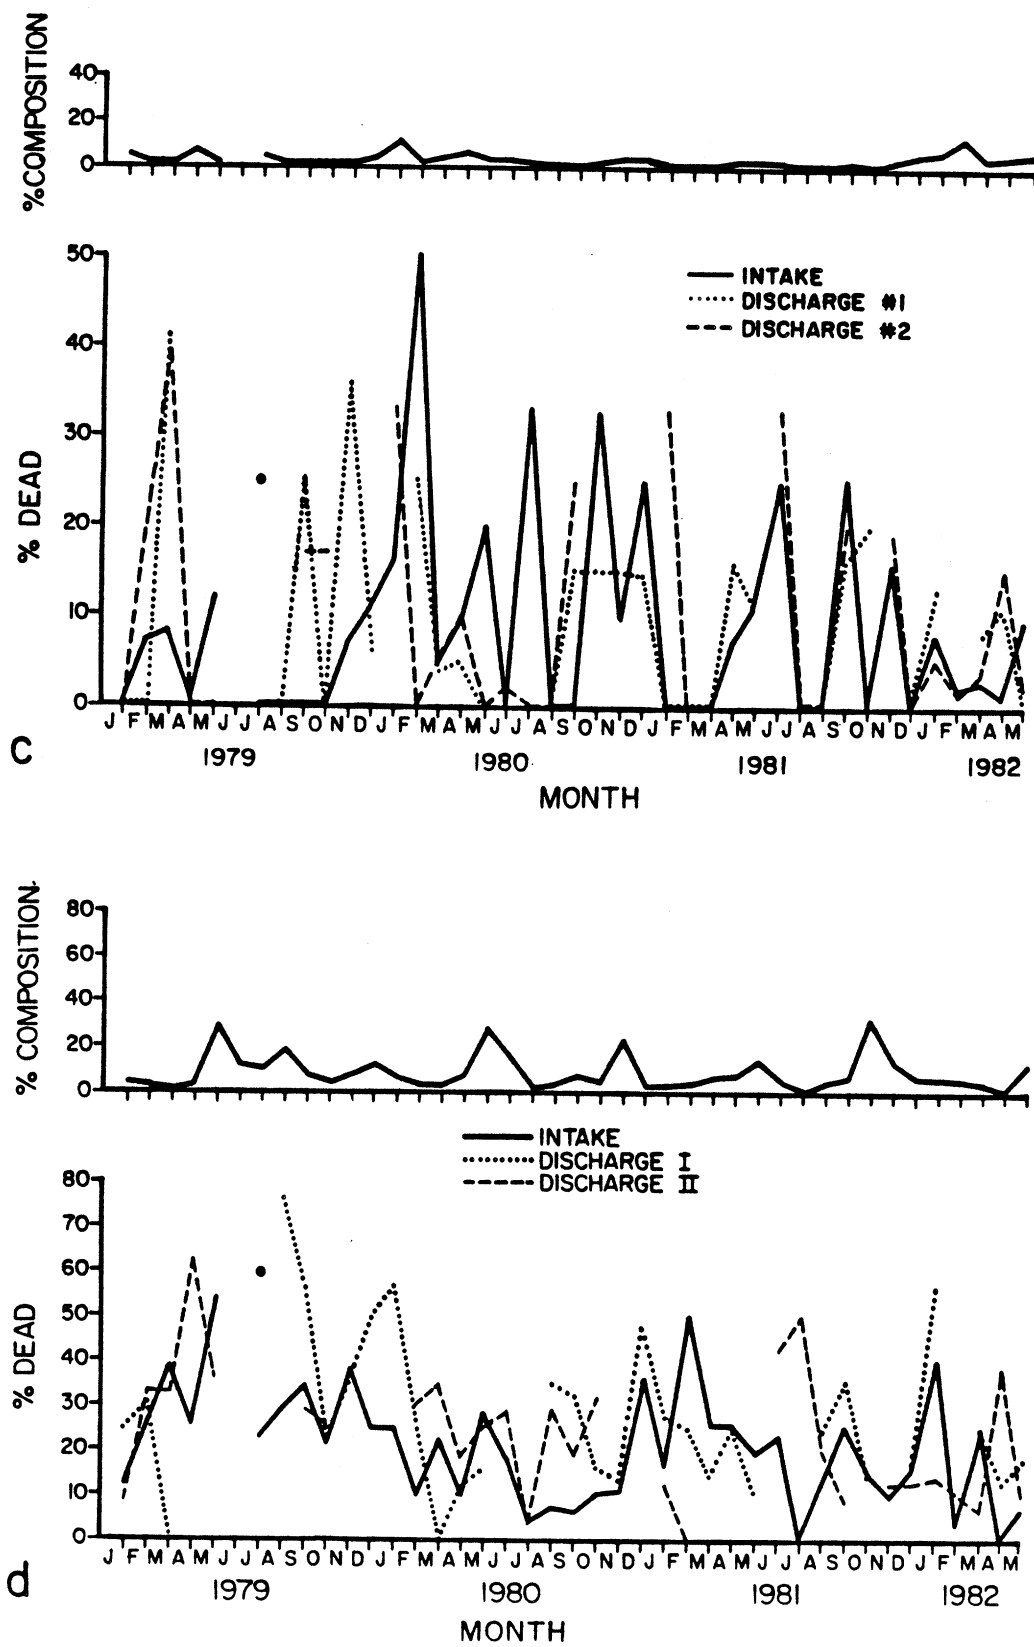 %COMPOSITION
40
20
0
50
40
30
20
10
0
% DEAD
INTAKE
DISCHARGE #1
DISCHARGE #2
J F M A M J J A S O N D J F M A M J J A S O N D J F M A M J J A S O N D J F M A M
1979 1980 1981 1982
c
MONTH
% COMPOSITION
80
60
40
20
0
INTAKE
DISCHARGE I
DISCHARGE II
80
70
60
50
40
30
20
10
0
% DEAD
J F M A M J J A S O N D J F M A M J J A S O N D J F M A M J J A S O N D J F M A M
d
1979 1980 1981 1982
MONTH